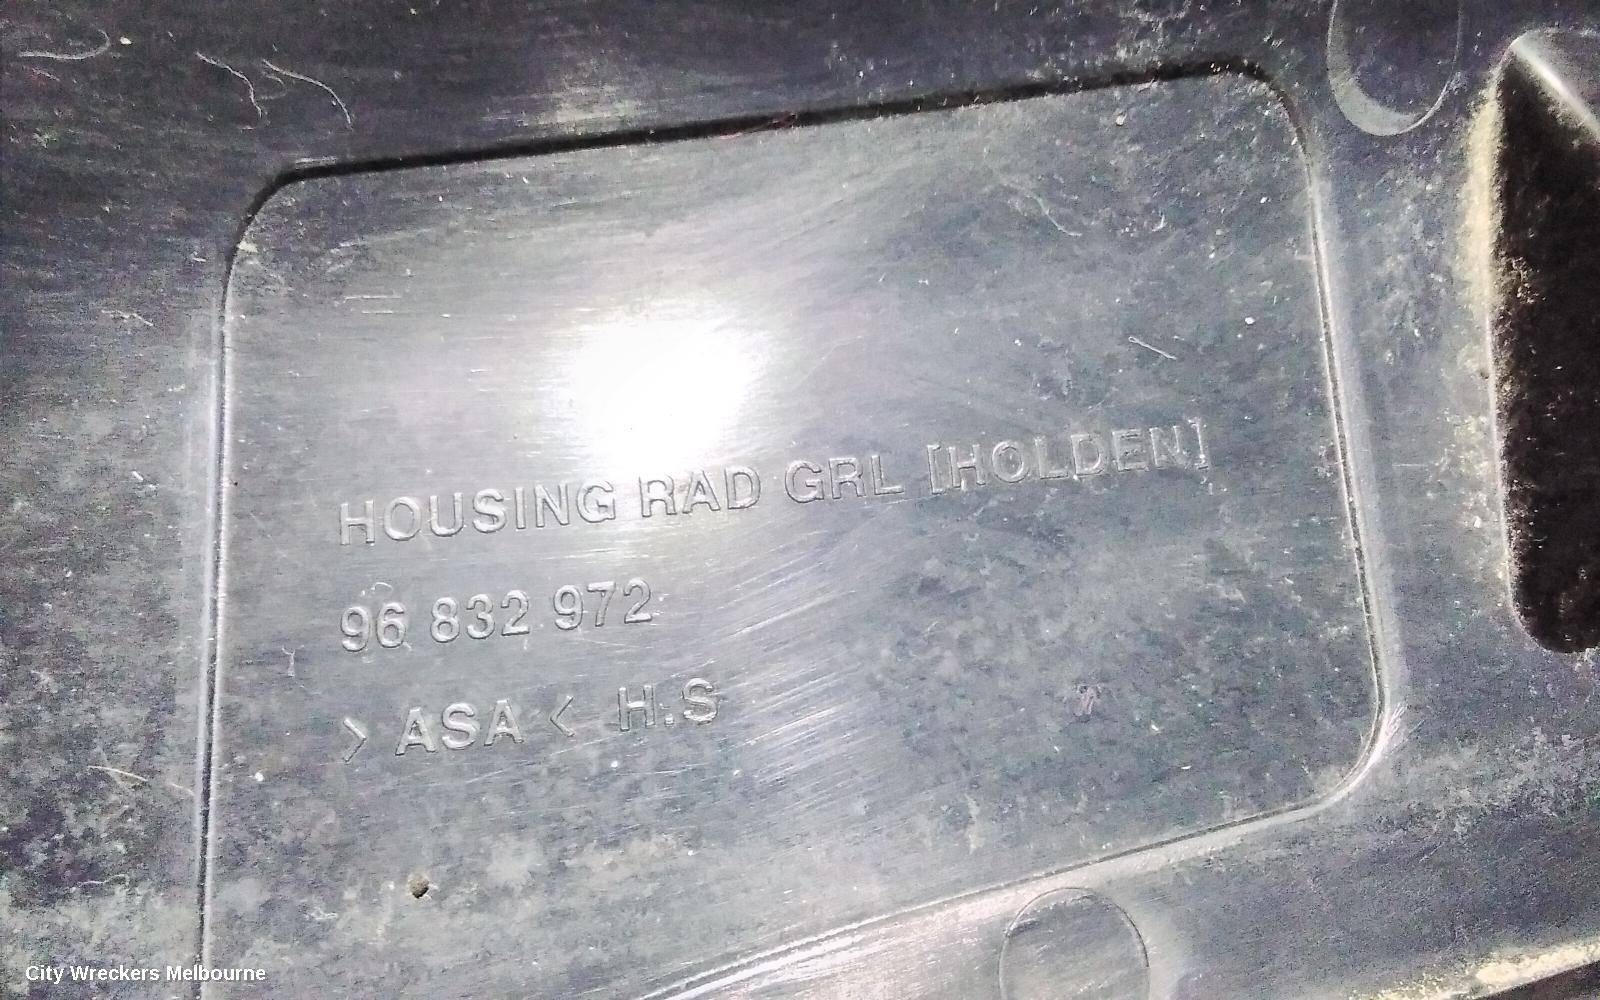 HOUSING RAD GRL [HOLDEN]
96 832 972
> ASA < H.S
City Wreckers Melbourne